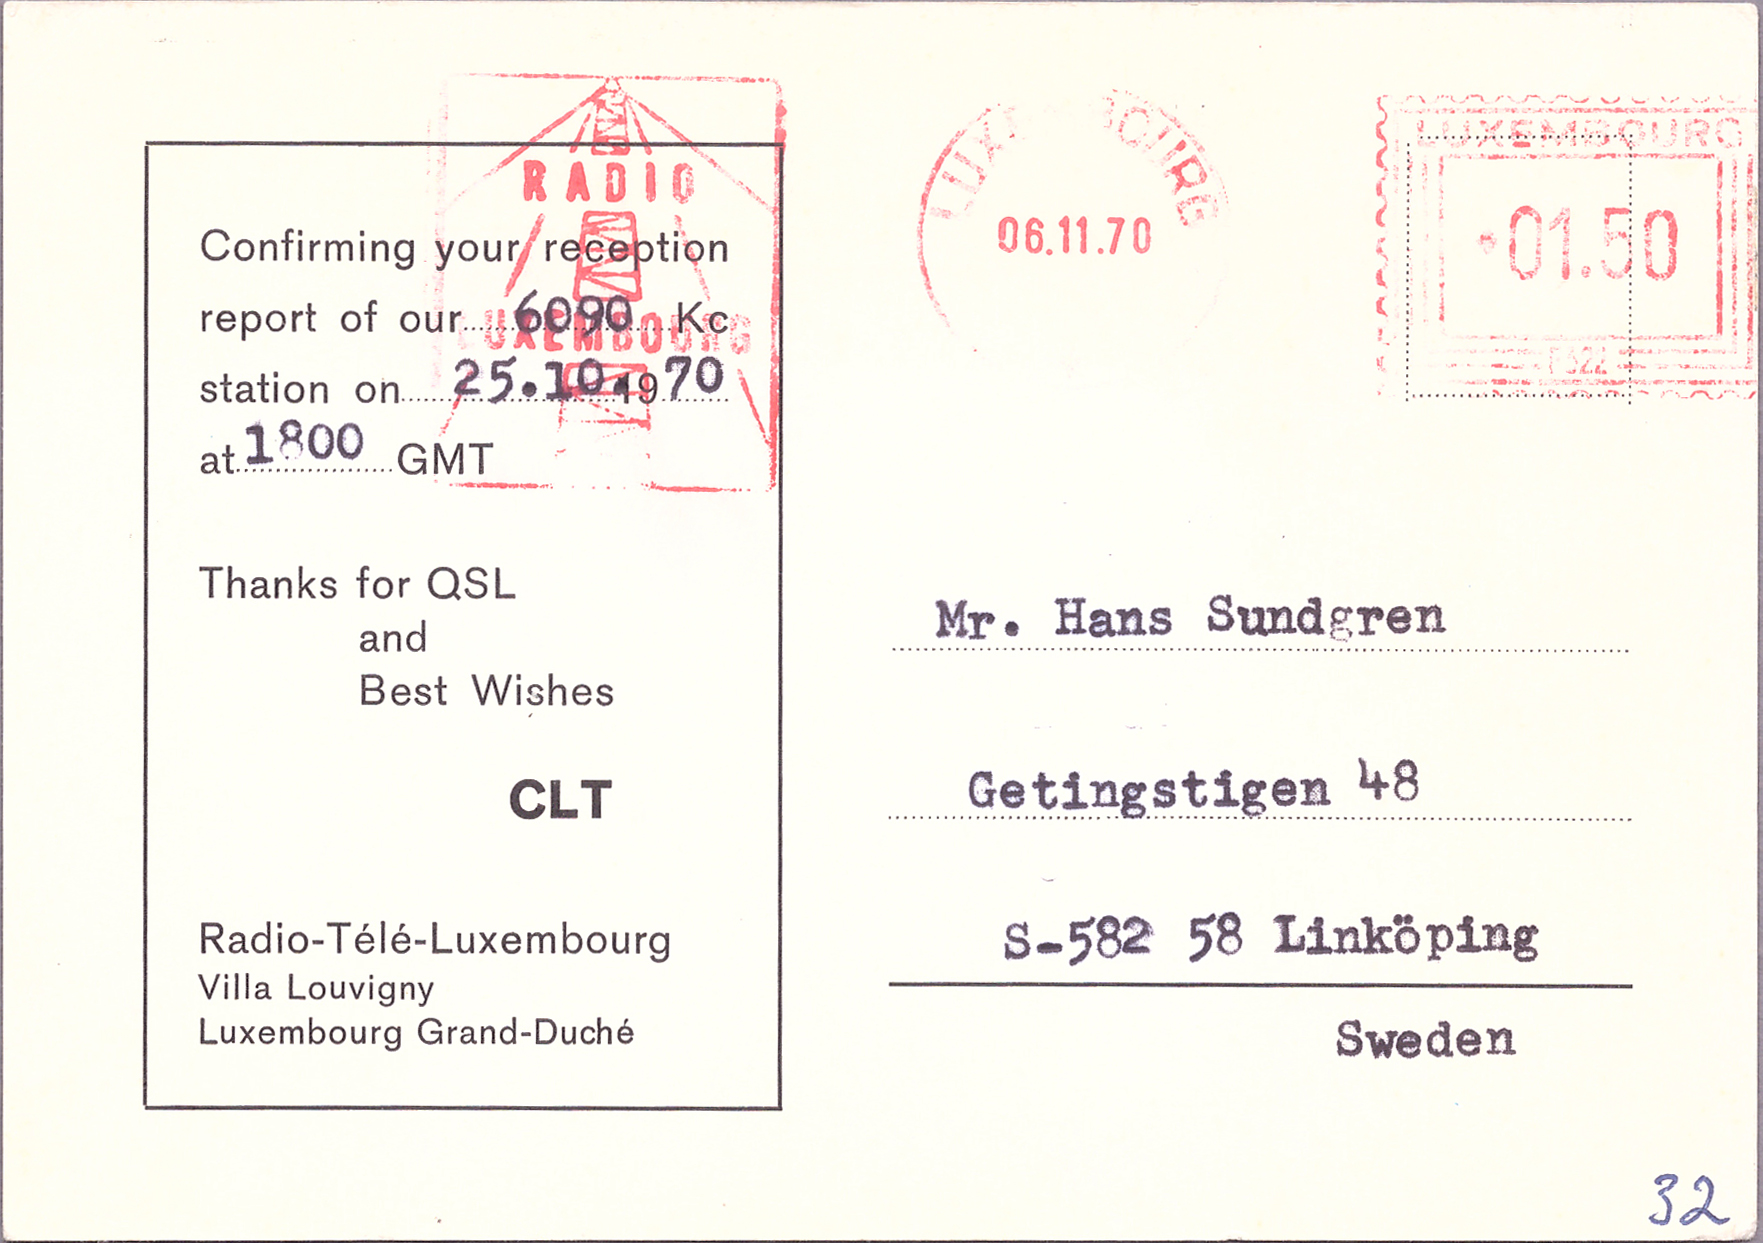 RADIO
LUXEMBOURG
LUXEMBOURG
06.11.70
LUXEMBOURG
01.50
Confirming your reception
report of our 6090 Kc
station on 25.10.1970
at 1800 GMT
Thanks for QSL
and
Best Wishes
CLT
Radio-Télé-Luxembourg
Villa Louvigny
Luxembourg Grand-Duché
Mr. Hans Sundgren
Getingstigen 48
S-582 58 Linköping
Sweden
32